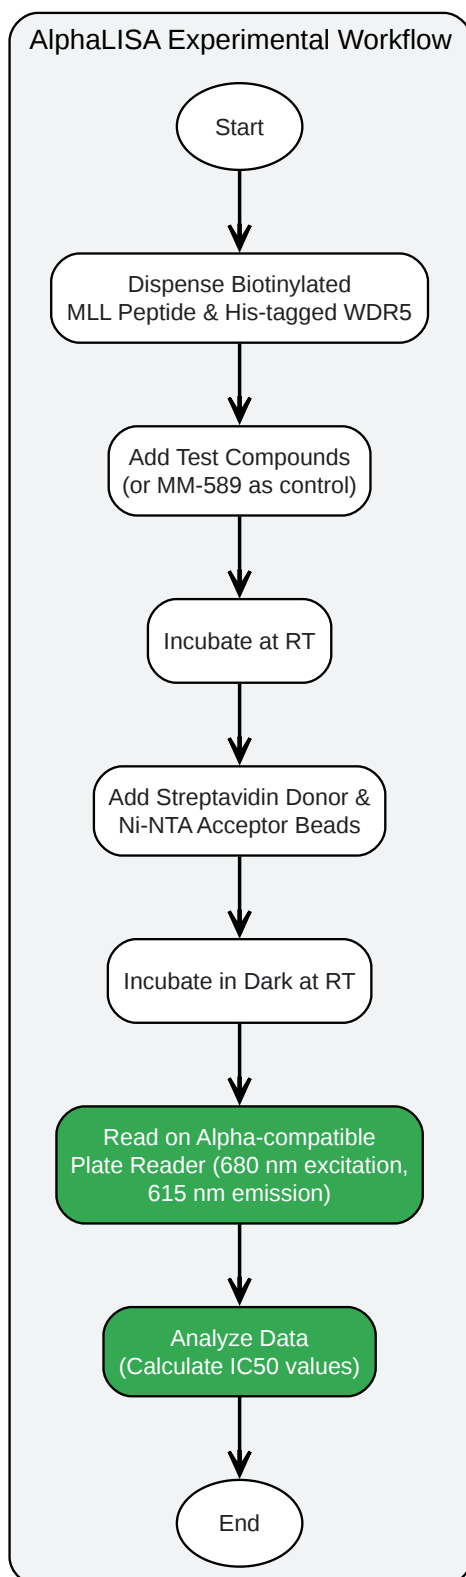 AlphaLISA Experimental Workflow
Start
Dispense Biotinylated
MLL Peptide & His-tagged WDR5
Add Test Compounds
(or MM-589 as control)
Incubate at RT
Add Streptavidin Donor &
Ni-NTA Acceptor Beads
Incubate in Dark at RT
Read on Alpha-compatible
Plate Reader (680 nm excitation,
615 nm emission)
Analyze Data
(Calculate IC50 values)
End